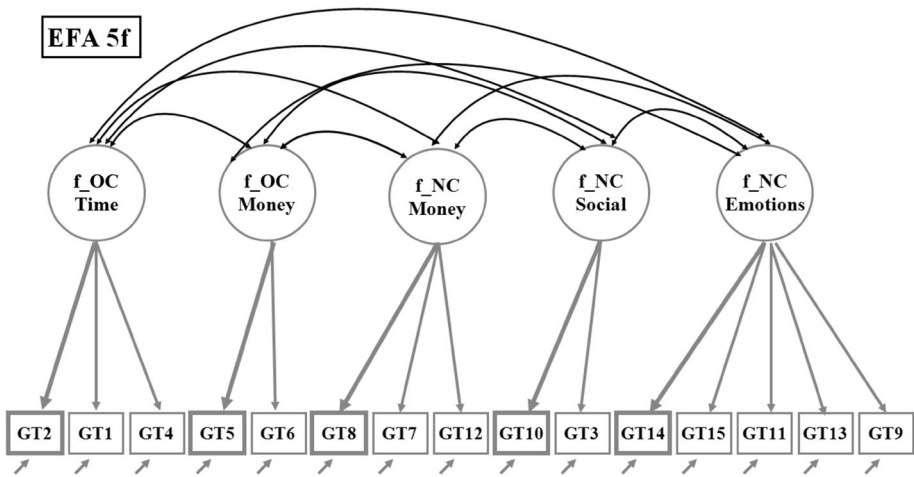 EFA 5f
f_OC
Time
f_OC
Money
f_NC
Money
f_NC
Social
f_NC
Emotions
GT2 GT1 GT4 GT5 GT6 GT8 GT7 GT12 GT10 GT3 GT14 GT15 GT11 GT13 GT9